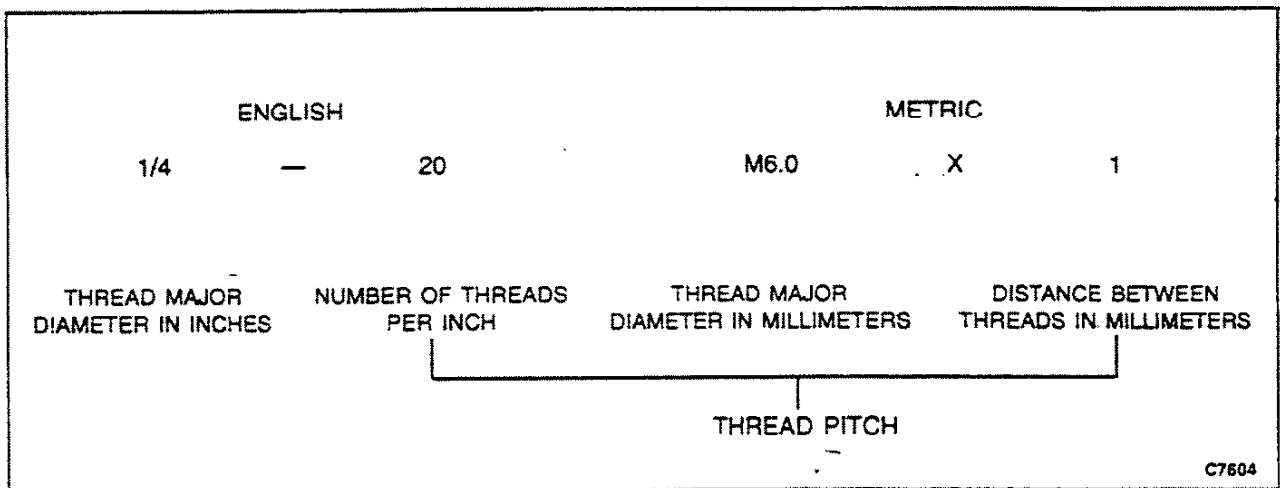 ENGLISH
METRIC
1/4 — 20
M6.0 X 1
THREAD MAJOR
DIAMETER IN INCHES
NUMBER OF THREADS
PER INCH
THREAD MAJOR
DIAMETER IN MILLIMETERS
DISTANCE BETWEEN
THREADS IN MILLIMETERS
THREAD PITCH
C7604